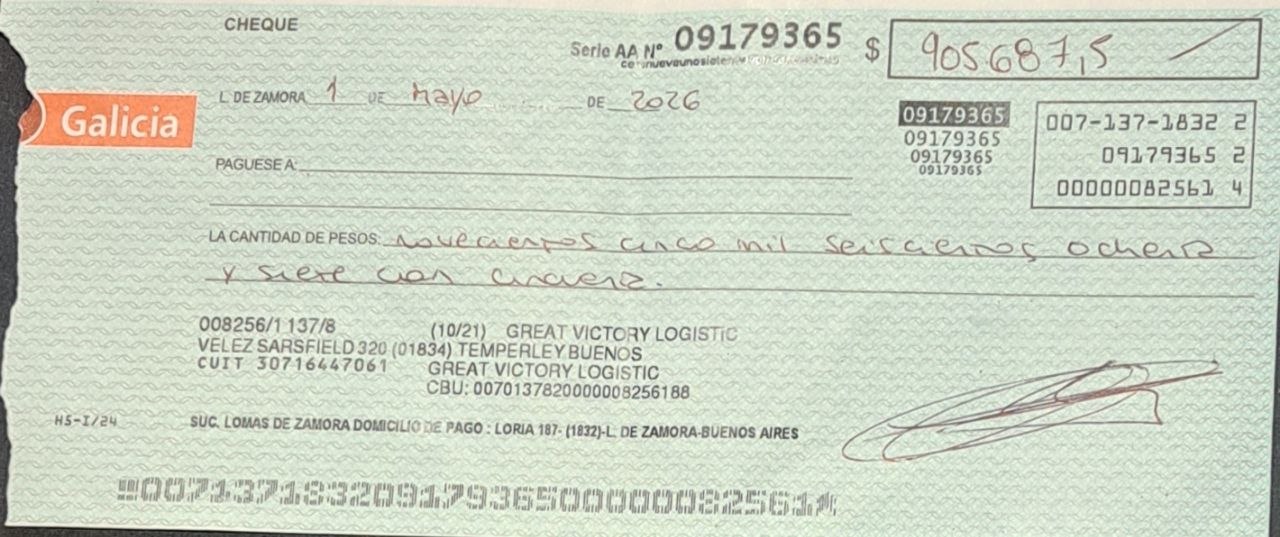 CHEQUE
Serie AA Nº 09179365 $ 905687,5
L. DE ZAMORA 1 DE Mayo DE 2026
Galicia
09179365
09179365
09179365
09179365
007-137-1832 2
09179365 2
00000082561 4
PAGUESE A:
LA CANTIDAD DE PESOS: novecientos cinco mil seiscientos ochenta
y siete con cincuenta.
008256/1 137/8 (10/21) GREAT VICTORY LOGISTIC
VELEZ SARSFIELD 320 (01834) TEMPERLEY BUENOS
CUIT 30716447061 GREAT VICTORY LOGISTIC
CBU: 0070137820000008256188
HS-I/24
SUC. LOMAS DE ZAMORA DOMICILIO DE PAGO : LORIA 187- (1832)-L. DE ZAMORA-BUENOS AIRES
007137183209179365000000825614